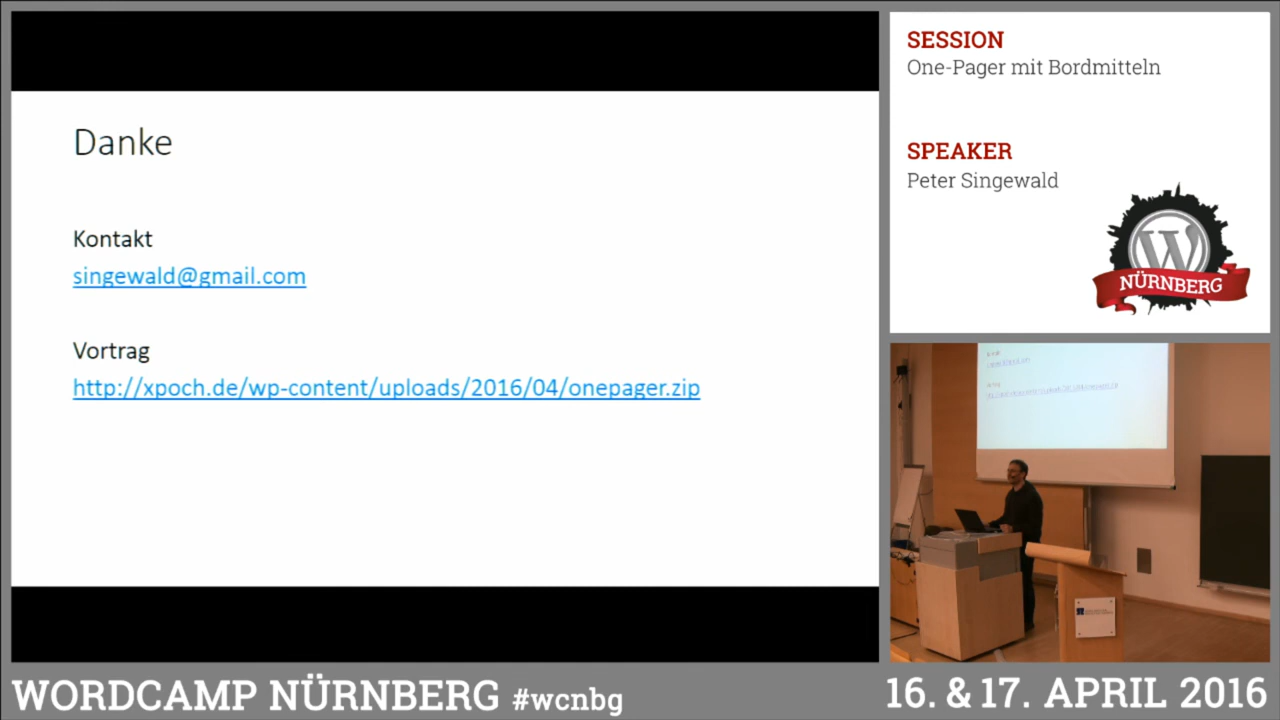 Danke
Kontakt
singewald@gmail.com
Vortrag
http://xpoch.de/wp-content/uploads/2016/04/onepager.zip
SESSION
One-Pager mit Bordmitteln
SPEAKER
Peter Singewald
W
NÜRNBERG
WORDCAMP NÜRNBERG #wcnbg
16. & 17. APRIL 2016